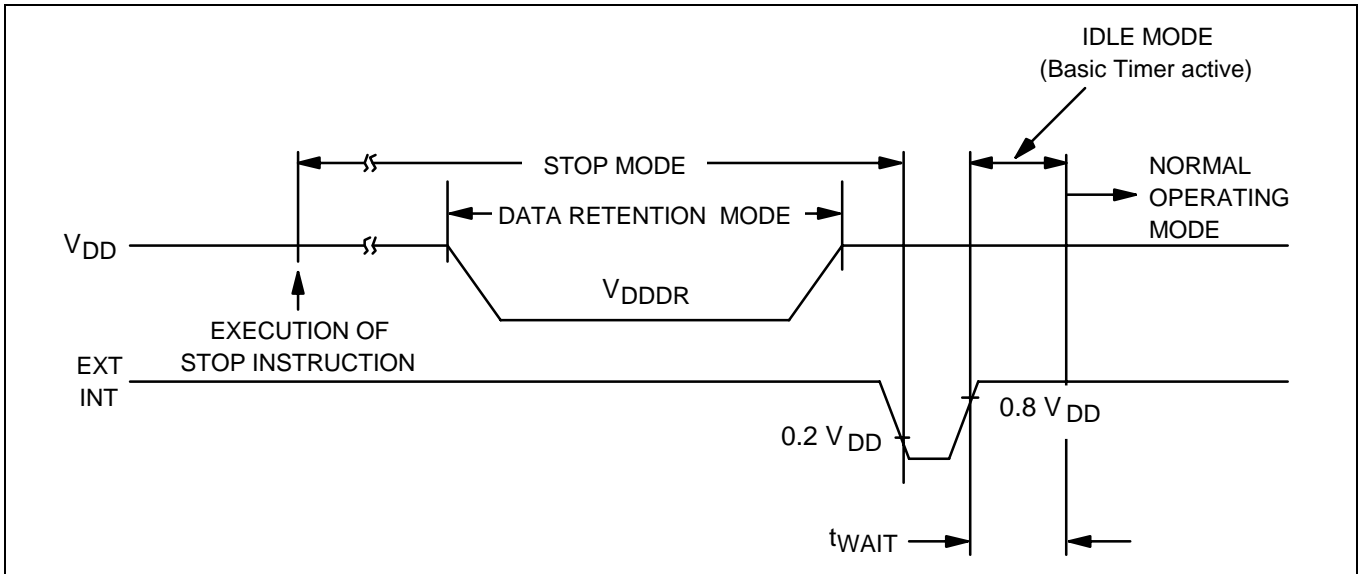 IDLE MODE
(Basic Timer active)
STOP MODE
NORMAL
OPERATING
MODE
DATA RETENTION MODE
VDD
VDDDR
EXECUTION OF
STOP INSTRUCTION
EXT
INT
0.8 VDD
0.2 VDD
tWAIT